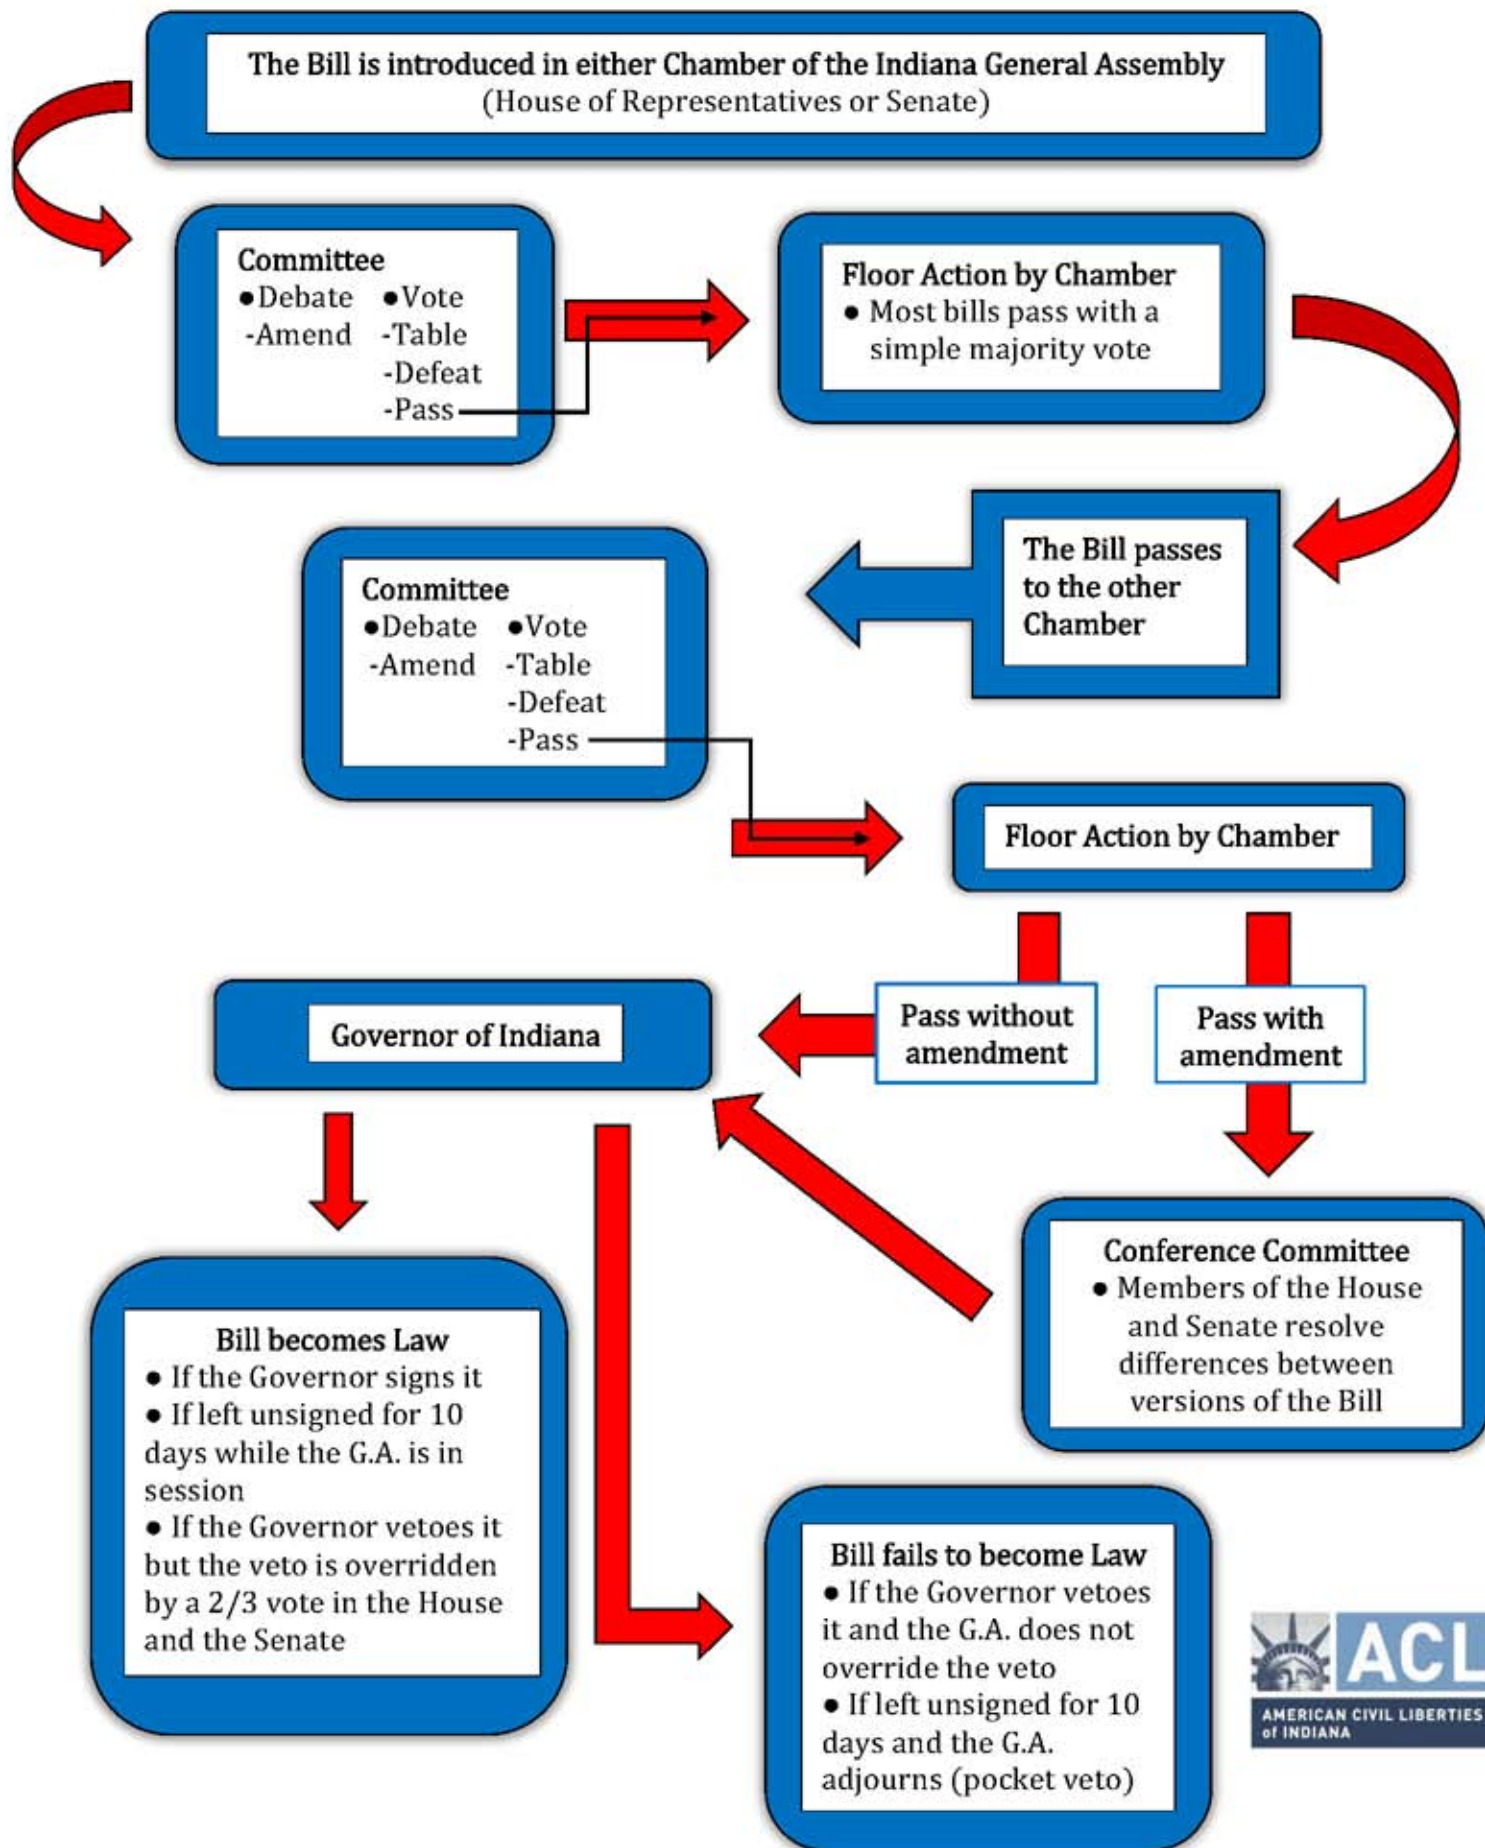 The Bill is introduced in either Chamber of the Indiana General Assembly
(House of Representatives or Senate)
Committee
●Debate ●Vote
-Amend -Table
-Defeat
-Pass
Floor Action by Chamber
● Most bills pass with a
simple majority vote
The Bill passes
to the other
Chamber
Committee
●Debate ●Vote
-Amend -Table
-Defeat
-Pass
Floor Action by Chamber
Pass without
amendment
Pass with
amendment
Governor of Indiana
Conference Committee
● Members of the House
and Senate resolve
differences between
versions of the Bill
Bill becomes Law
● If the Governor signs it
● If left unsigned for 10
days while the G.A. is in
session
● If the Governor vetoes it
but the veto is overridden
by a 2/3 vote in the House
and the Senate
Bill fails to become Law
● If the Governor vetoes
it and the G.A. does not
override the veto
● If left unsigned for 10
days and the G.A.
adjourns (pocket veto)
ACL
AMERICAN CIVIL LIBERTIES
of INDIANA